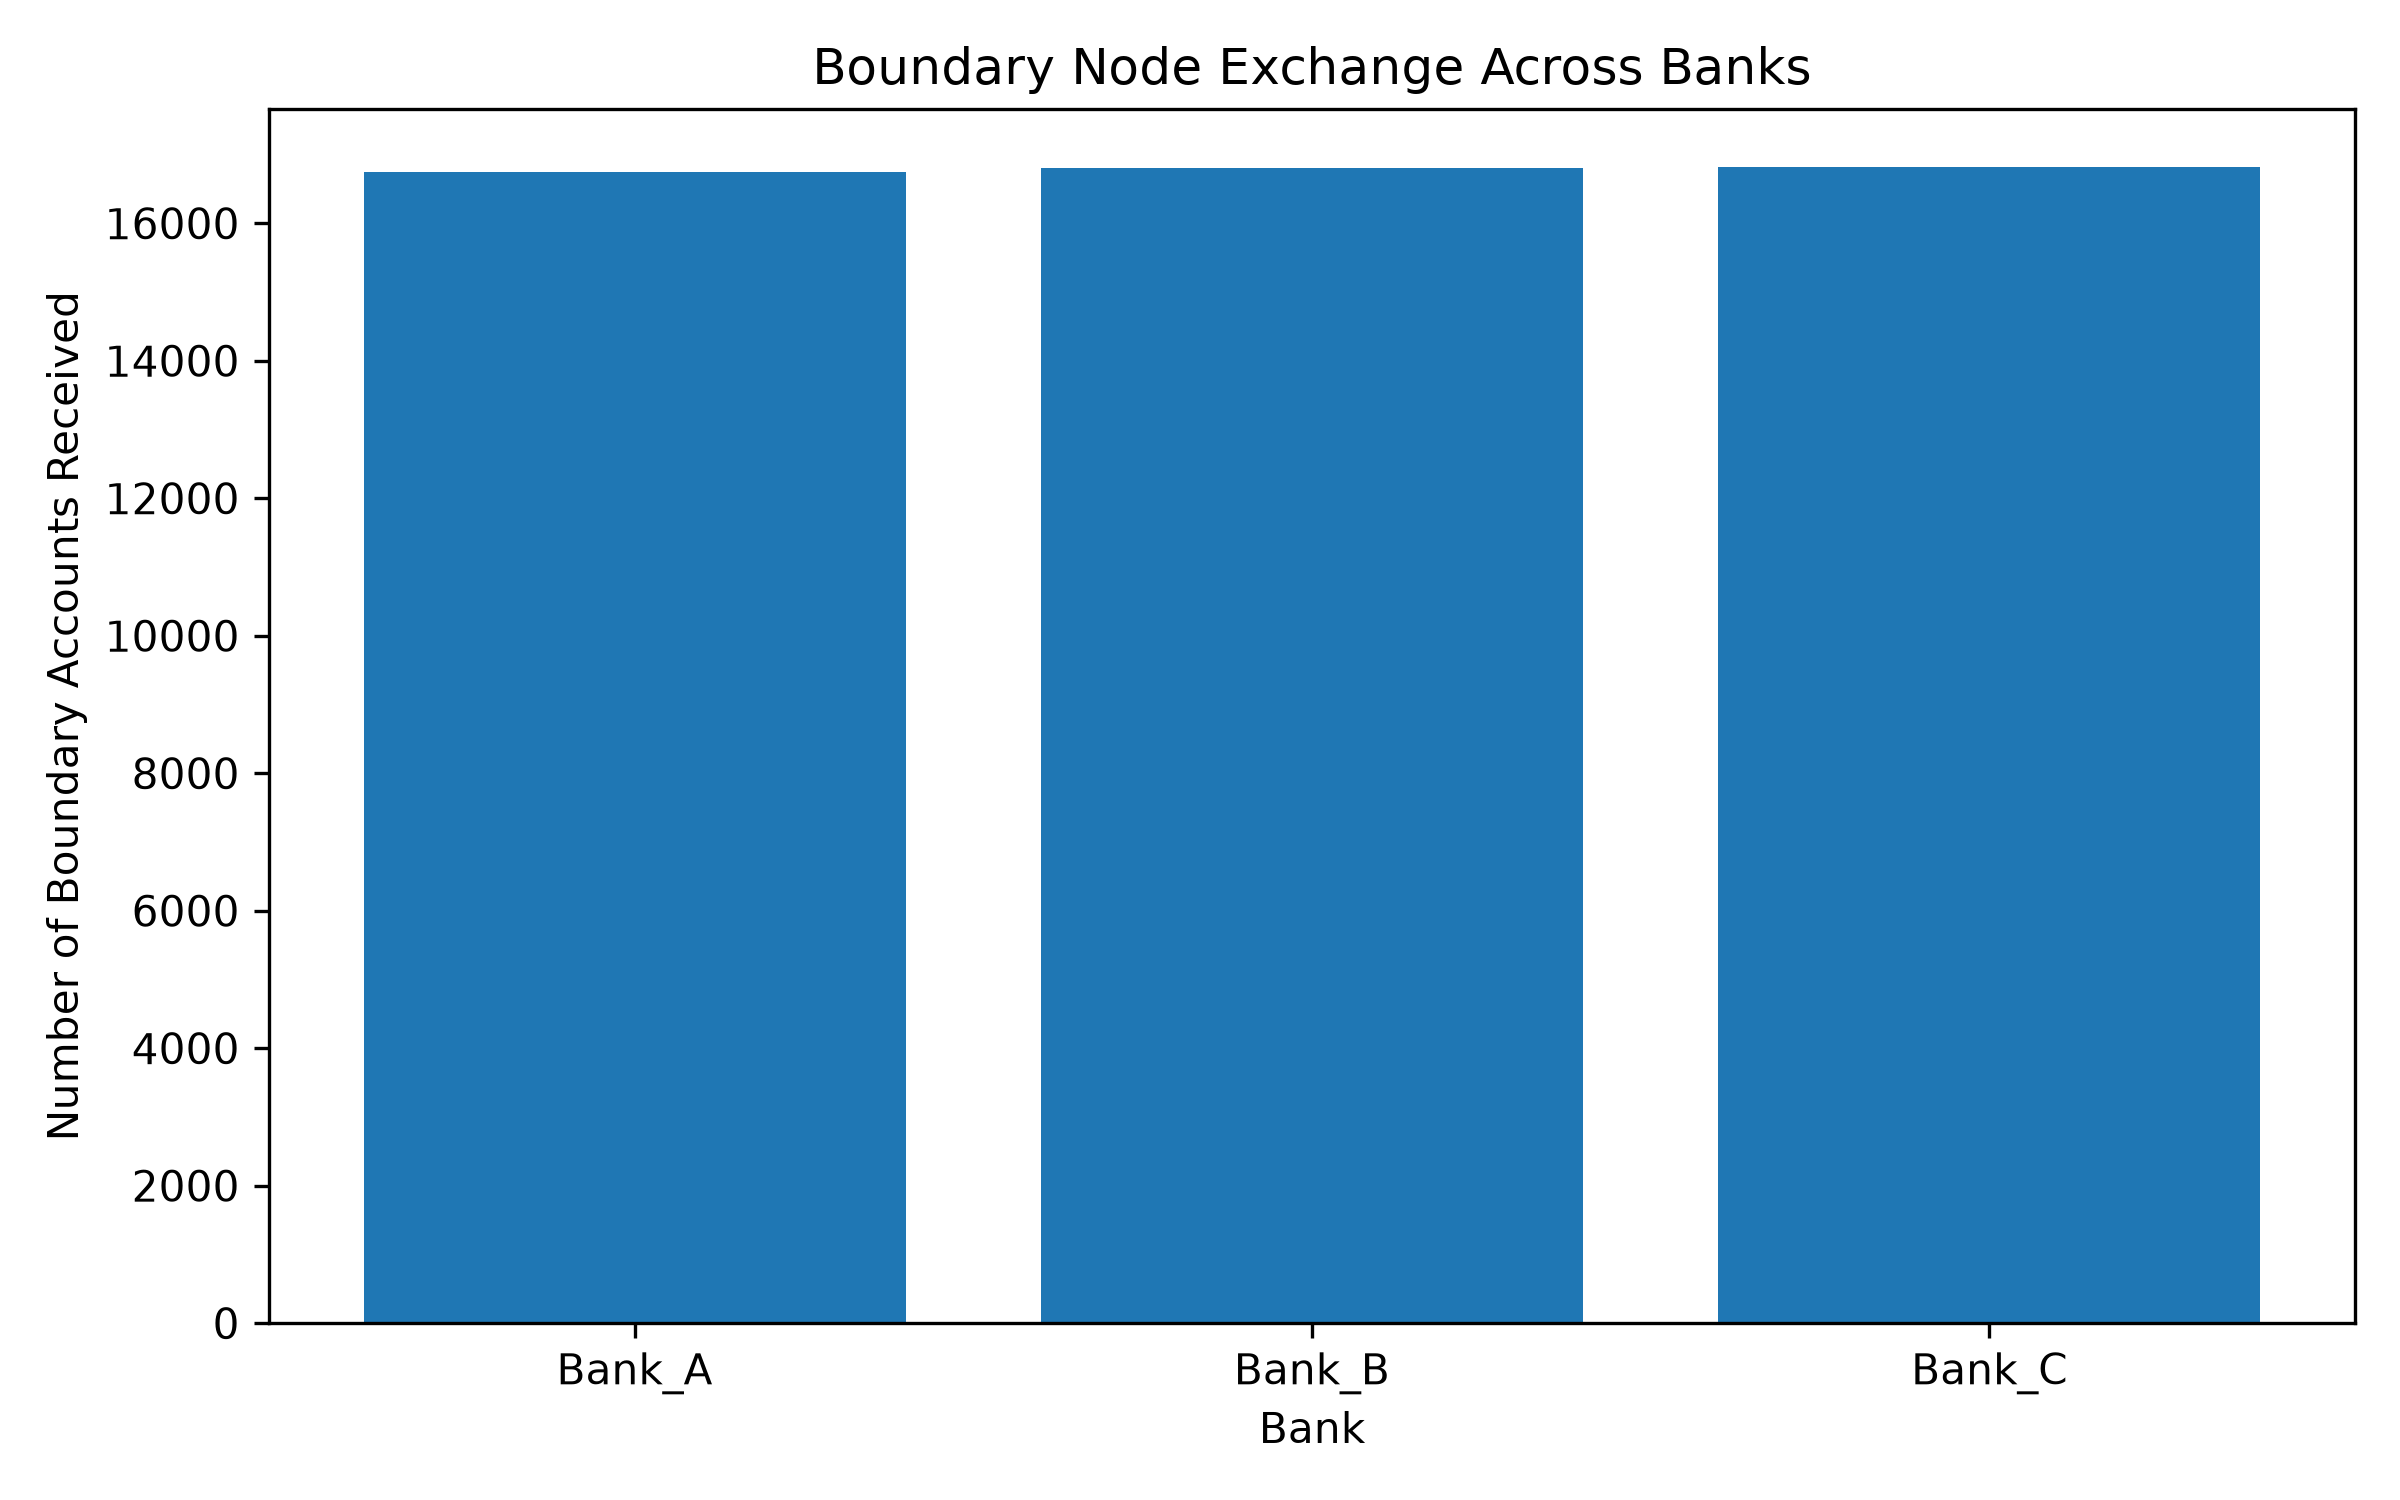 Boundary Node Exchange Across Banks
Number of Boundary Accounts Received
16000
14000
12000
10000
8000
6000
4000
2000
0
Bank_A
Bank_B
Bank_C
Bank